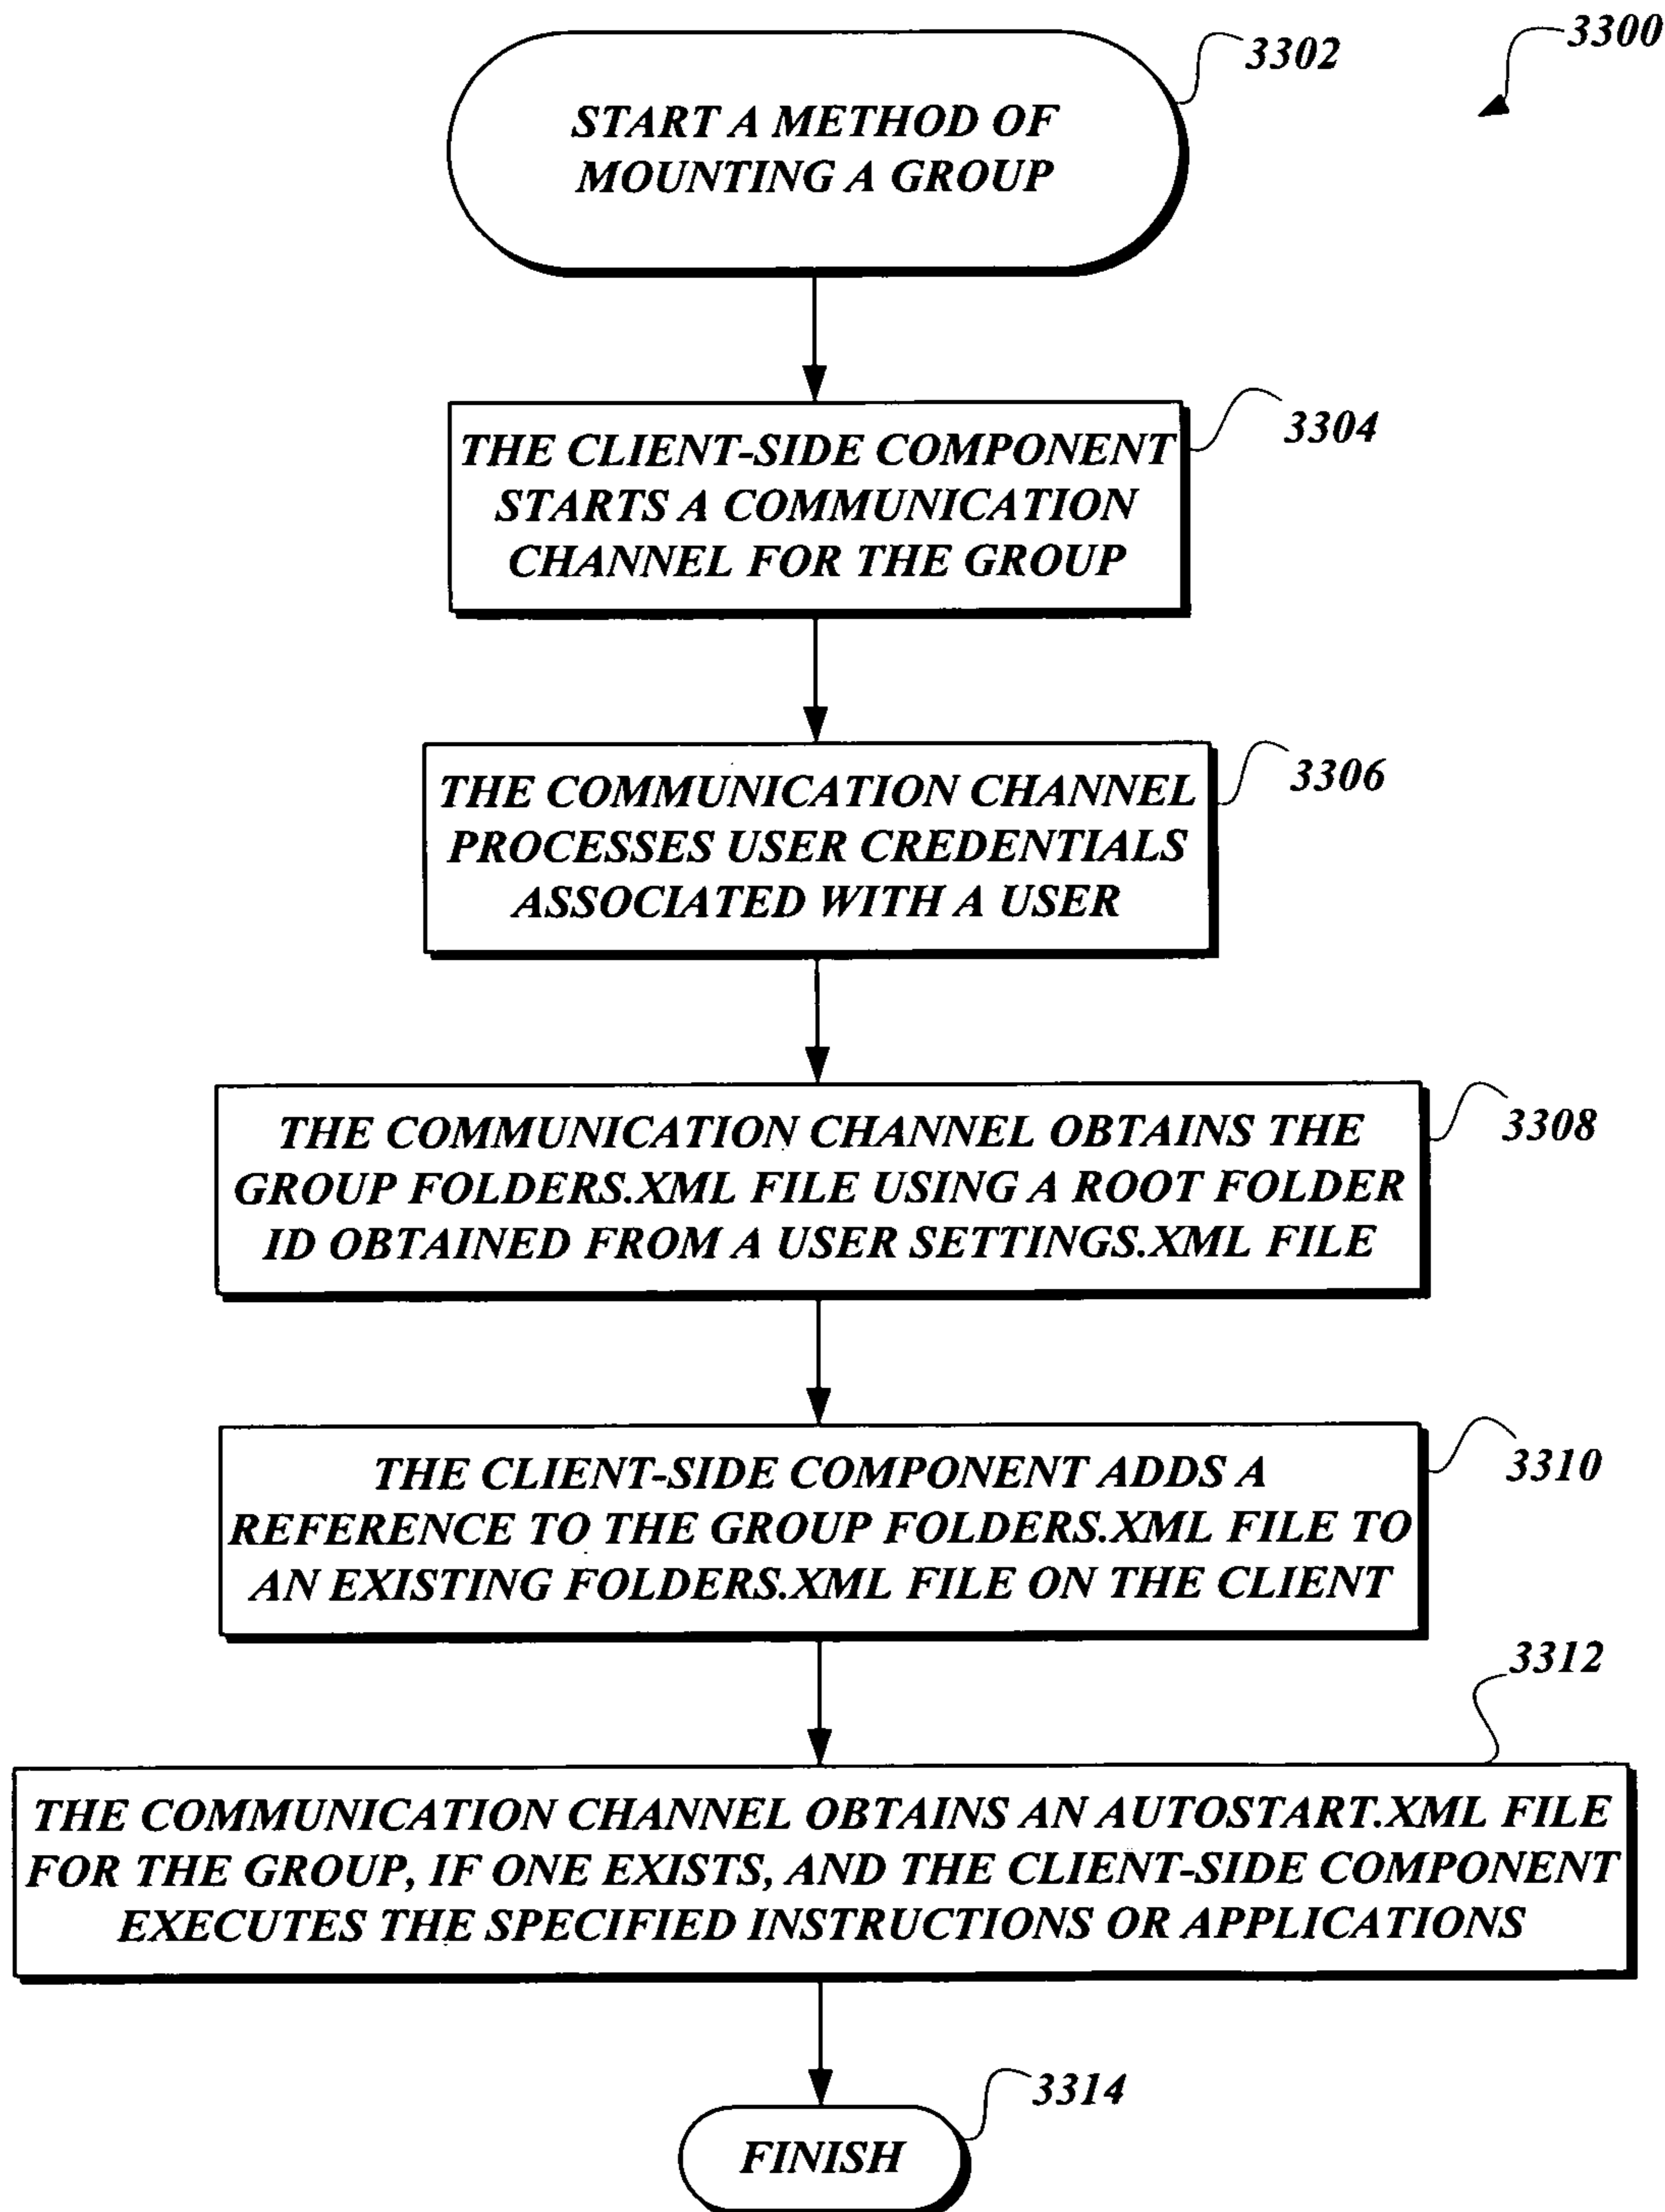 3300
3302
START A METHOD OF
MOUNTING A GROUP
3304
THE CLIENT-SIDE COMPONENT
STARTS A COMMUNICATION
CHANNEL FOR THE GROUP
3306
THE COMMUNICATION CHANNEL
PROCESSES USER CREDENTIALS
ASSOCIATED WITH A USER
3308
THE COMMUNICATION CHANNEL OBTAINS THE
GROUP FOLDERS.XML FILE USING A ROOT FOLDER
ID OBTAINED FROM A USER SETTINGS.XML FILE
3310
THE CLIENT-SIDE COMPONENT ADDS A
REFERENCE TO THE GROUP FOLDERS.XML FILE TO
AN EXISTING FOLDERS.XML FILE ON THE CLIENT
3312
THE COMMUNICATION CHANNEL OBTAINS AN AUTOSTART.XML FILE
FOR THE GROUP, IF ONE EXISTS, AND THE CLIENT-SIDE COMPONENT
EXECUTES THE SPECIFIED INSTRUCTIONS OR APPLICATIONS
3314
FINISH